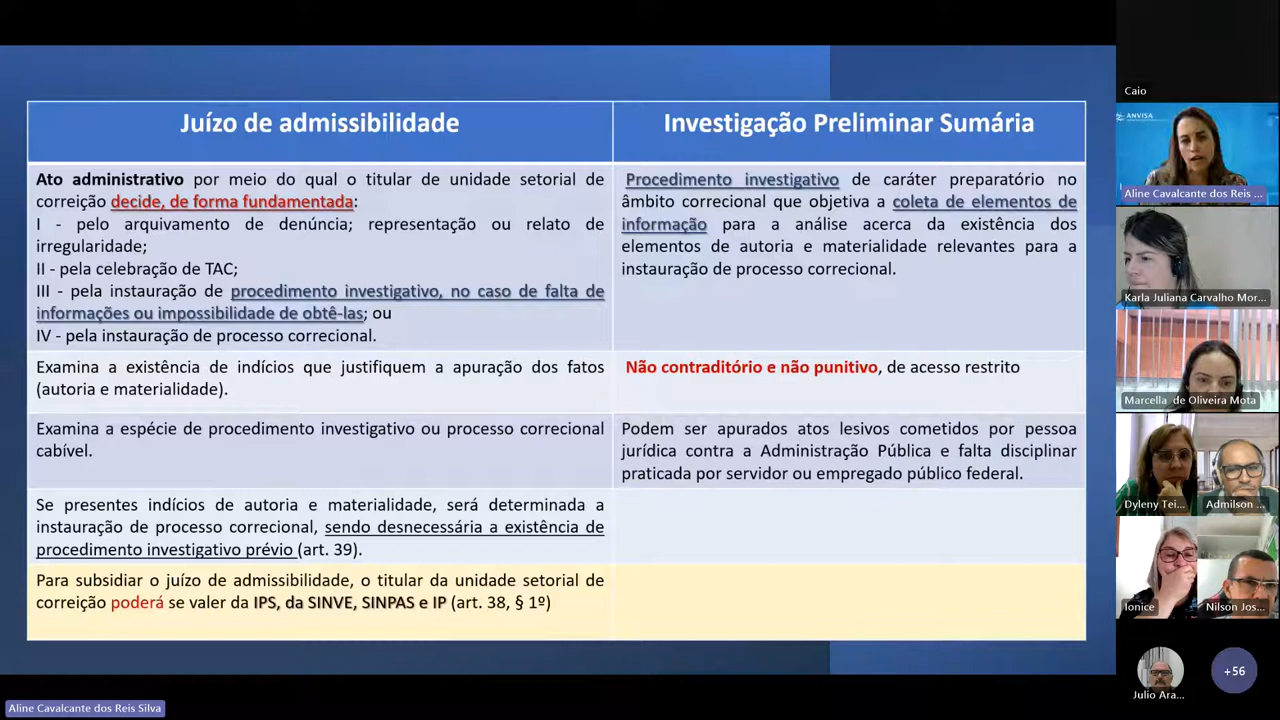 Juízo de admissibilidade
Investigação Preliminar Sumária
Ato administrativo por meio do qual o titular de unidade setorial de
correição decide, de forma fundamentada:
I - pelo arquivamento de denúncia; representação ou relato de
irregularidade;
II - pela celebração de TAC;
III - pela instauração de procedimento investigativo, no caso de falta de
informações ou impossibilidade de obtê-las; ou
IV - pela instauração de processo correcional.
Procedimento investigativo de caráter preparatório no
âmbito correcional que objetiva a coleta de elementos de
informação para a análise acerca da existência dos
elementos de autoria e materialidade relevantes para a
instauração de processo correcional.
Examina a existência de indícios que justifiquem a apuração dos fatos
(autoria e materialidade).
Não contraditório e não punitivo, de acesso restrito
Examina a espécie de procedimento investigativo ou processo correcional
cabível.
Podem ser apurados atos lesivos cometidos por pessoa
jurídica contra a Administração Pública e falta disciplinar
praticada por servidor ou empregado público federal.
Se presentes indícios de autoria e materialidade, será determinada a
instauração de processo correcional, sendo desnecessária a existência de
procedimento investigativo prévio (art. 39).
Para subsidiar o juízo de admissibilidade, o titular da unidade setorial de
correição poderá se valer da IPS, da SINVE, SINPAS e IP (art. 38, § 1º)
Caio
ANVISA
Aline Cavalcante dos Reis ...
Karla Juliana Carvalho Mor...
Marcella de Oliveira Mota
Dyleny Tei...
Admilson ...
Ionice
Nilson Jos...
Julio Ara...
+56
Aline Cavalcante dos Reis Silva